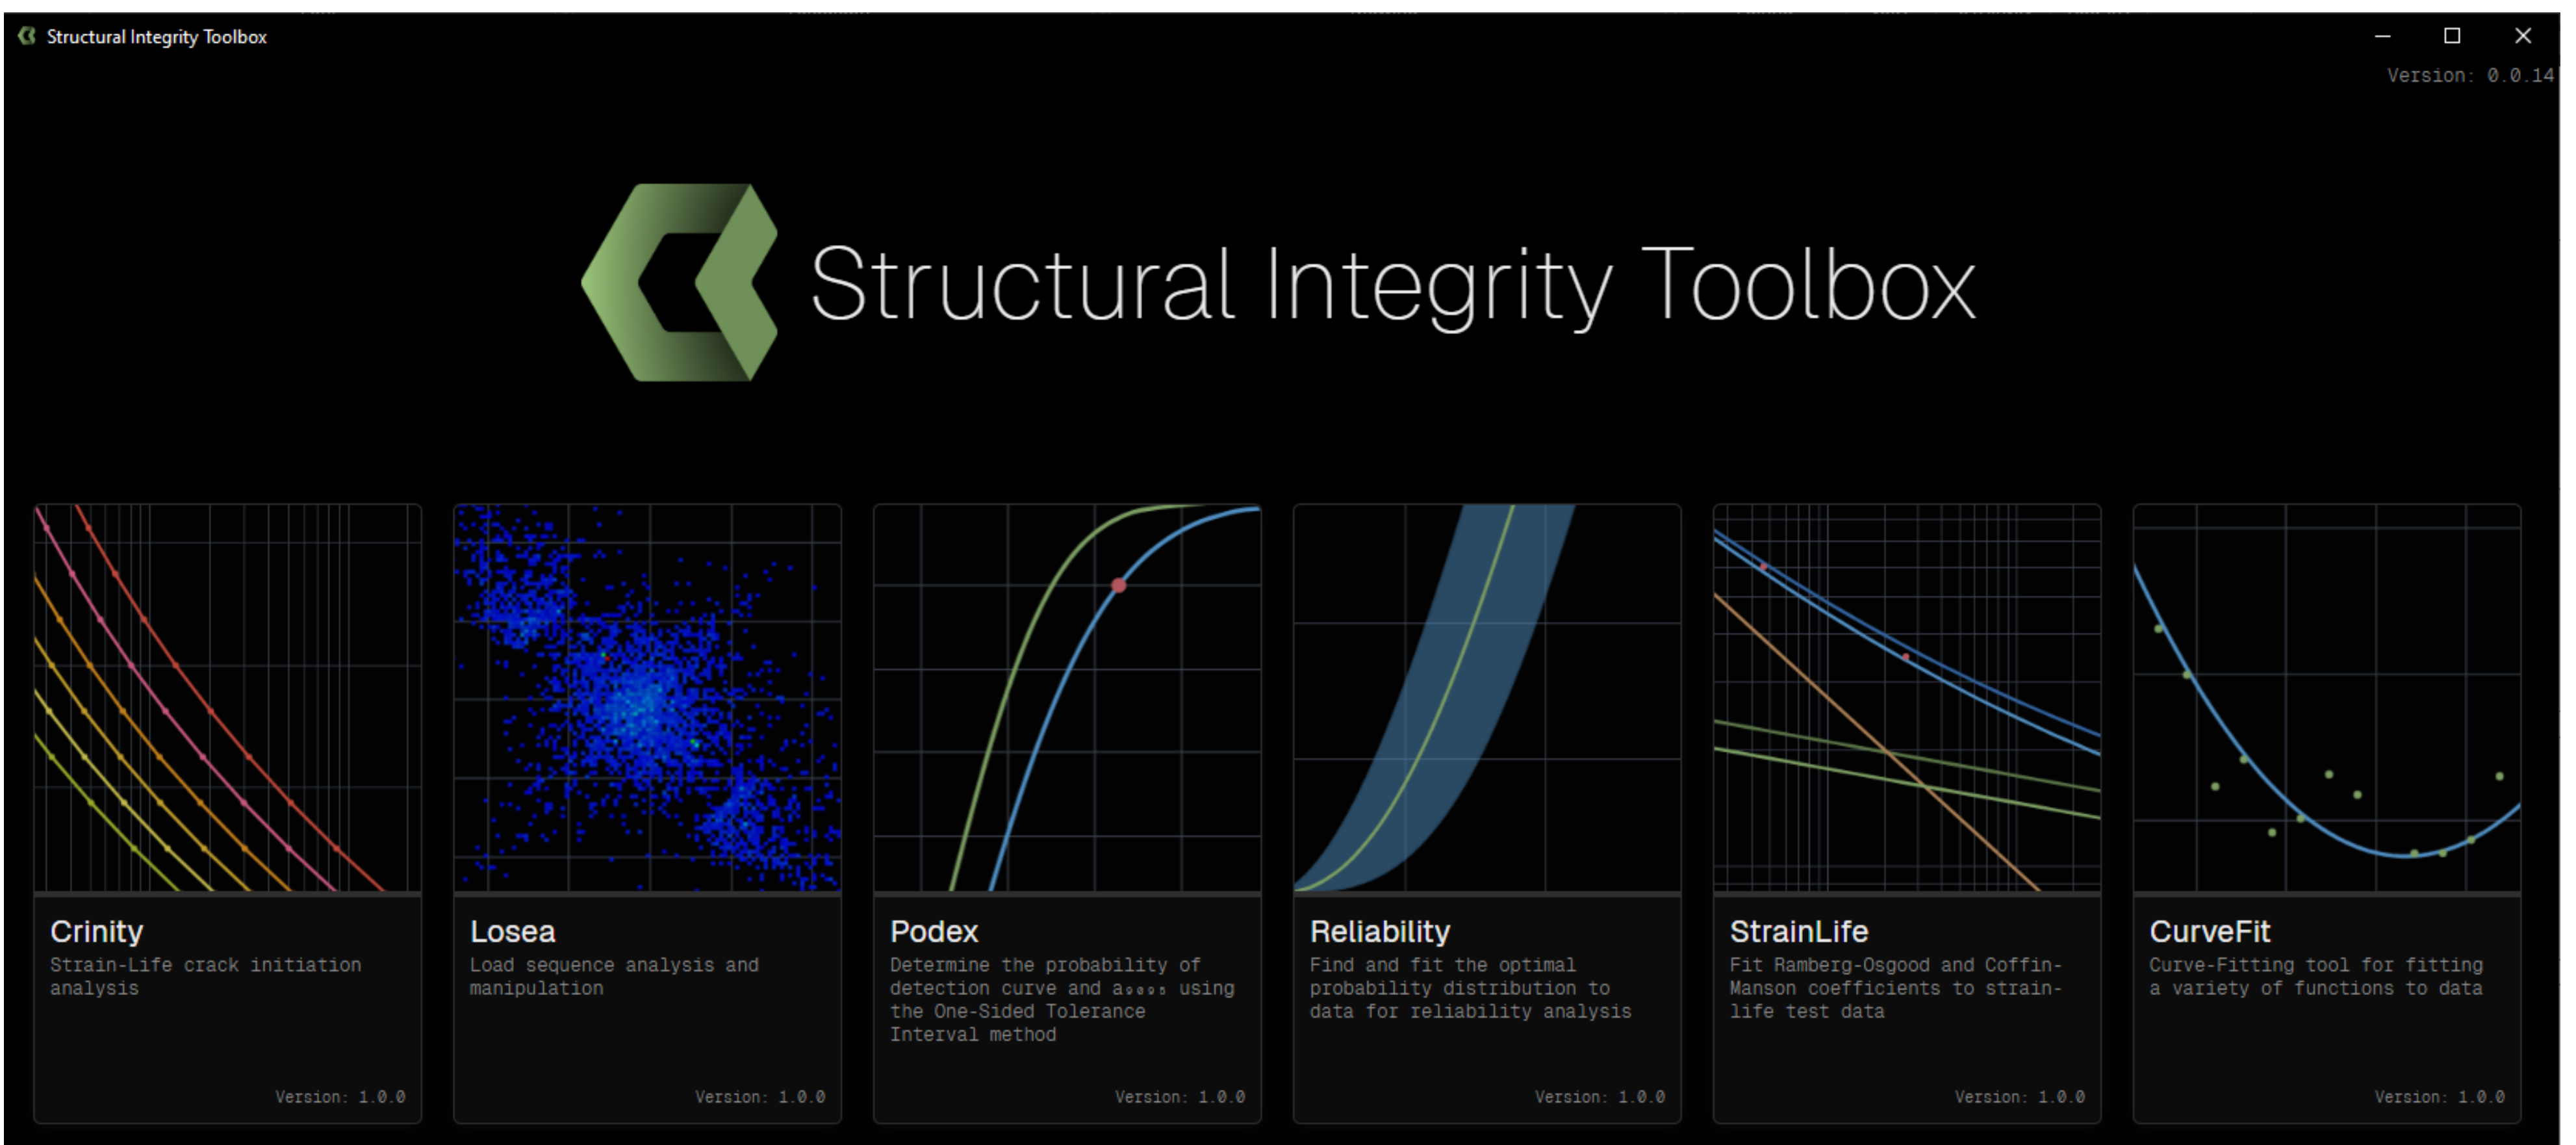 Structural Integrity Toolbox
Version: 0.0.14
Structural Integrity Toolbox
Crinity
Strain-Life crack initiation
analysis
Version: 1.0.0
Losea
Load sequence analysis and
manipulation
Version: 1.0.0
Podex
Determine the probability of
detection curve and a₉₀₉₅ using
the One-Sided Tolerance
Interval method
Version: 1.0.0
Reliability
Find and fit the optimal
probability distribution to
data for reliability analysis
Version: 1.0.0
StrainLife
Fit Ramberg-Osgood and Coffin-
Manson coefficients to strain-
life test data
Version: 1.0.0
CurveFit
Curve-Fitting tool for fitting
a variety of functions to data
Version: 1.0.0